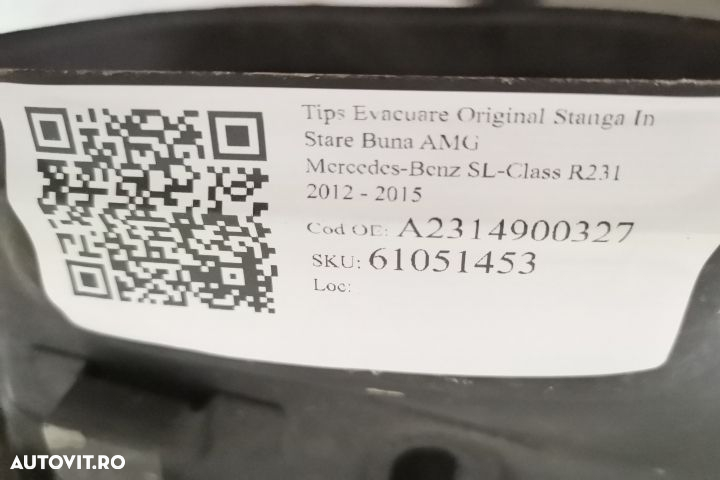 Tips Evacuare Original Stanga In
Stare Buna AMG
Mercedes-Benz SL-Class R231
2012 - 2015
Cod OE: A2314900327
SKU: 61051453
Loc:
AUTOVIT.RO